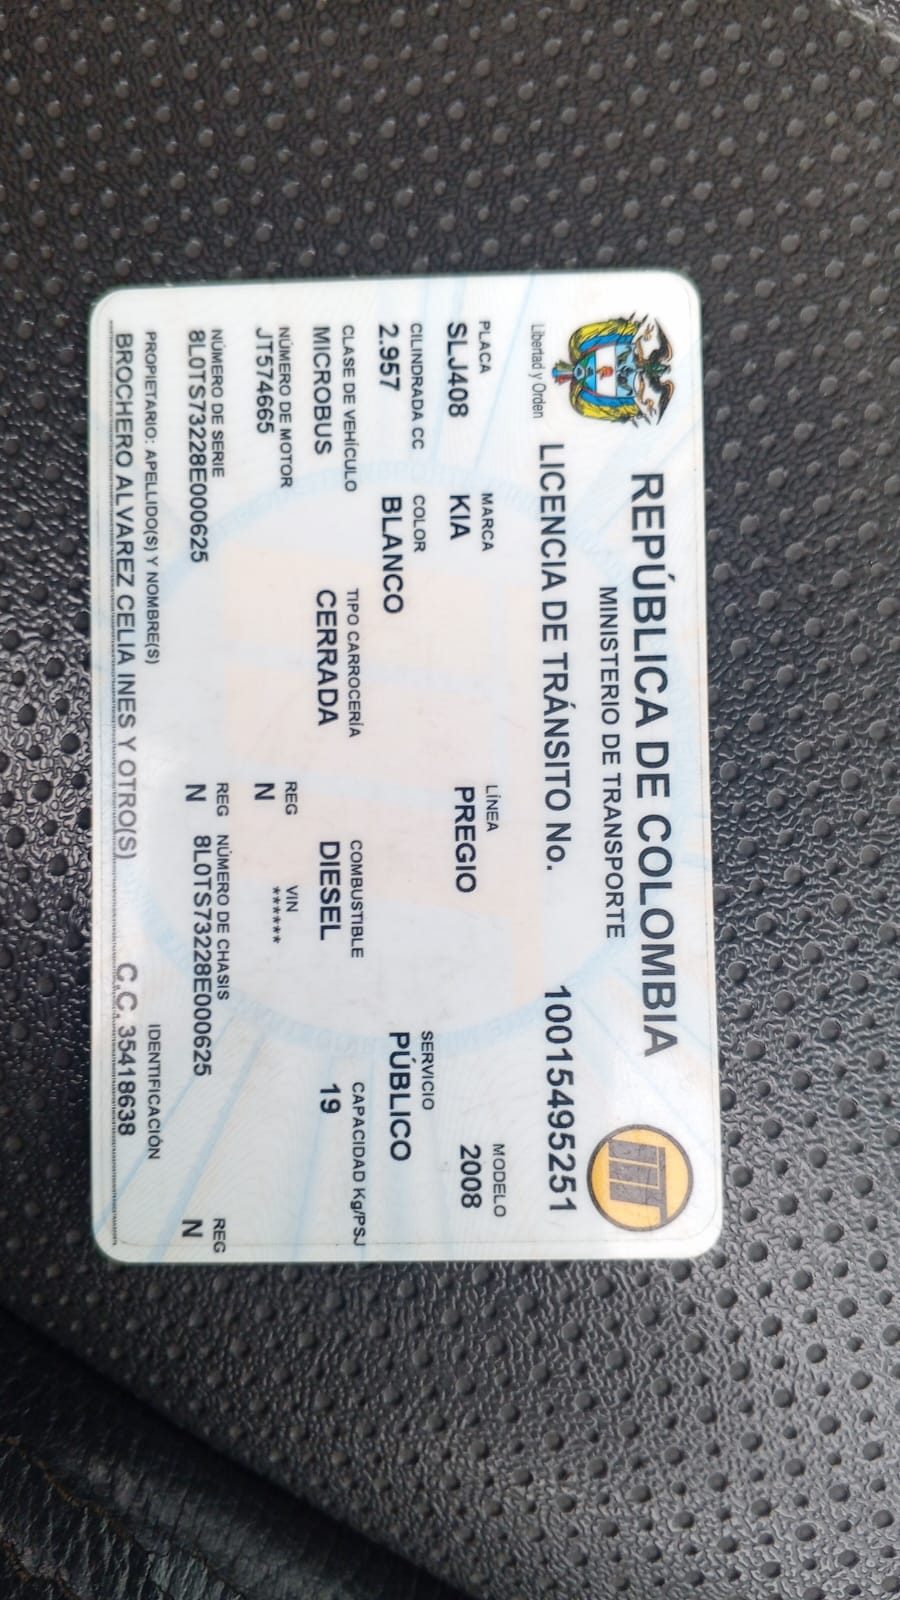 REPÚBLICA DE COLOMBIA
MINISTERIO DE TRANSPORTE
Libertad y Orden
LICENCIA DE TRÁNSITO No. 10015495251
PLACA MARCA LÍNEA MODELO
SLJ408 KIA PREGIO 2008
CILINDRADA CC COLOR SERVICIO
2.957 BLANCO PÚBLICO
CLASE DE VEHÍCULO TIPO CARROCERÍA COMBUSTIBLE CAPACIDAD Kg/PSJ
MICROBUS CERRADA DIESEL 19
NÚMERO DE MOTOR REG VIN
JT574665 N ******
NÚMERO DE SERIE REG NÚMERO DE CHASIS REG
8L0TS73228E000625 N 8L0TS73228E000625 N
PROPIETARIO: APELLIDO(S) Y NOMBRE(S) IDENTIFICACIÓN
BROCHERO ALVAREZ CELIA INES Y OTRO(S) C.C. 35418638